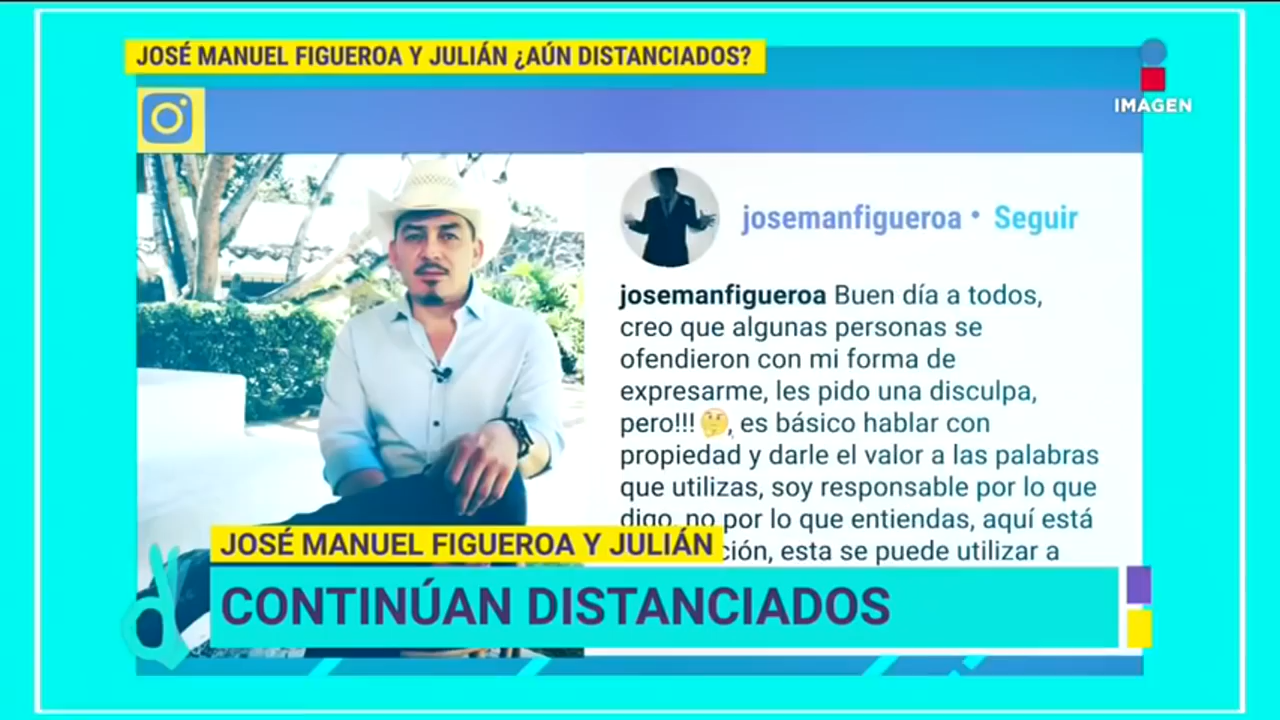 JOSÉ MANUEL FIGUEROA Y JULIÁN ¿AÚN DISTANCIADOS?
IMAGEN
josemanfigueroa • Seguir
josemanfigueroa Buen día a todos,
creo que algunas personas se
ofendieron con mi forma de
expresarme, les pido una disculpa,
pero!!! 🤔, es básico hablar con
propiedad y darle el valor a las palabras
que utilizas, soy responsable por lo que
digo, no por lo que entiendas, aquí está
esta se puede utilizar a
JOSÉ MANUEL FIGUEROA Y JULIÁN
CONTINÚAN DISTANCIADOS
d